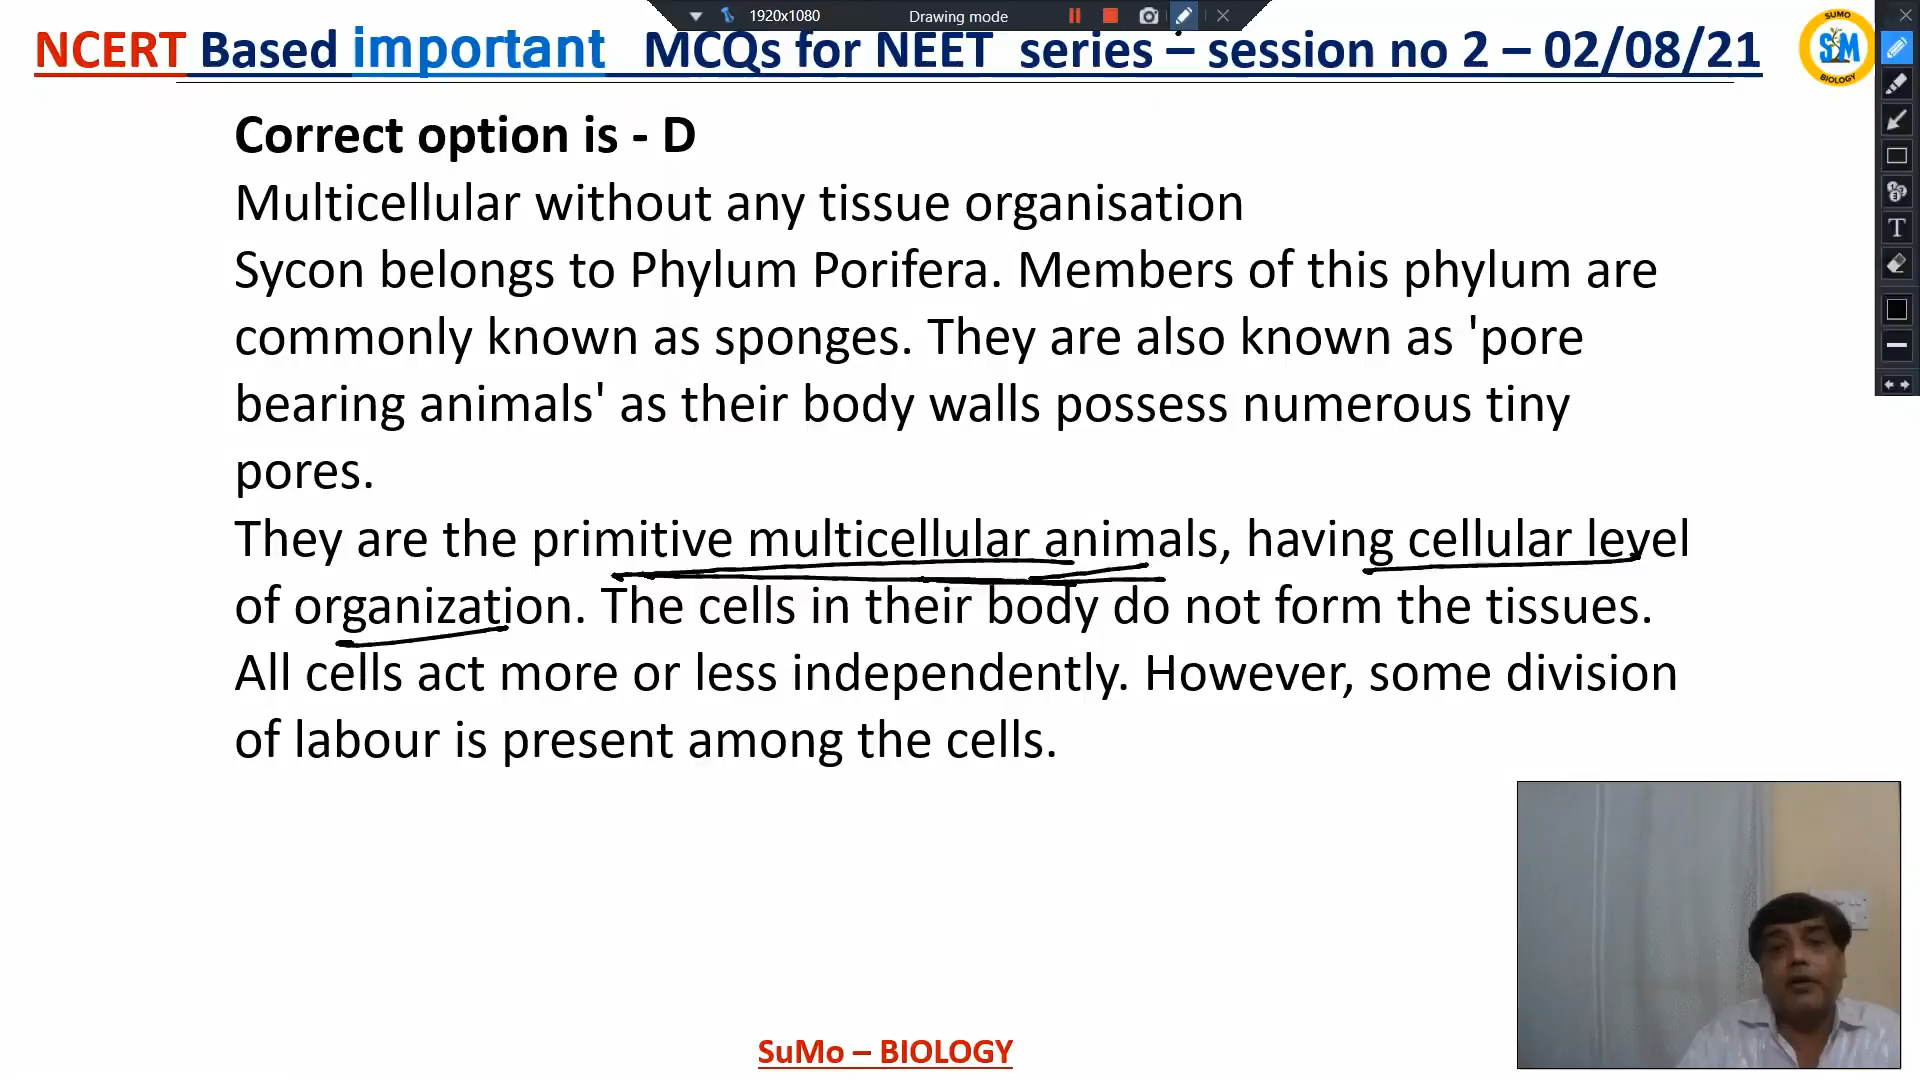 1920x1080 Drawing mode
NCERT Based important MCQs for NEET series – session no 2 – 02/08/21
SUMO
SM
BIOLOGY
Correct option is - D
Multicellular without any tissue organisation
Sycon belongs to Phylum Porifera. Members of this phylum are
commonly known as sponges. They are also known as 'pore
bearing animals' as their body walls possess numerous tiny
pores.
They are the primitive multicellular animals, having cellular level
of organization. The cells in their body do not form the tissues.
All cells act more or less independently. However, some division
of labour is present among the cells.
SuMo – BIOLOGY